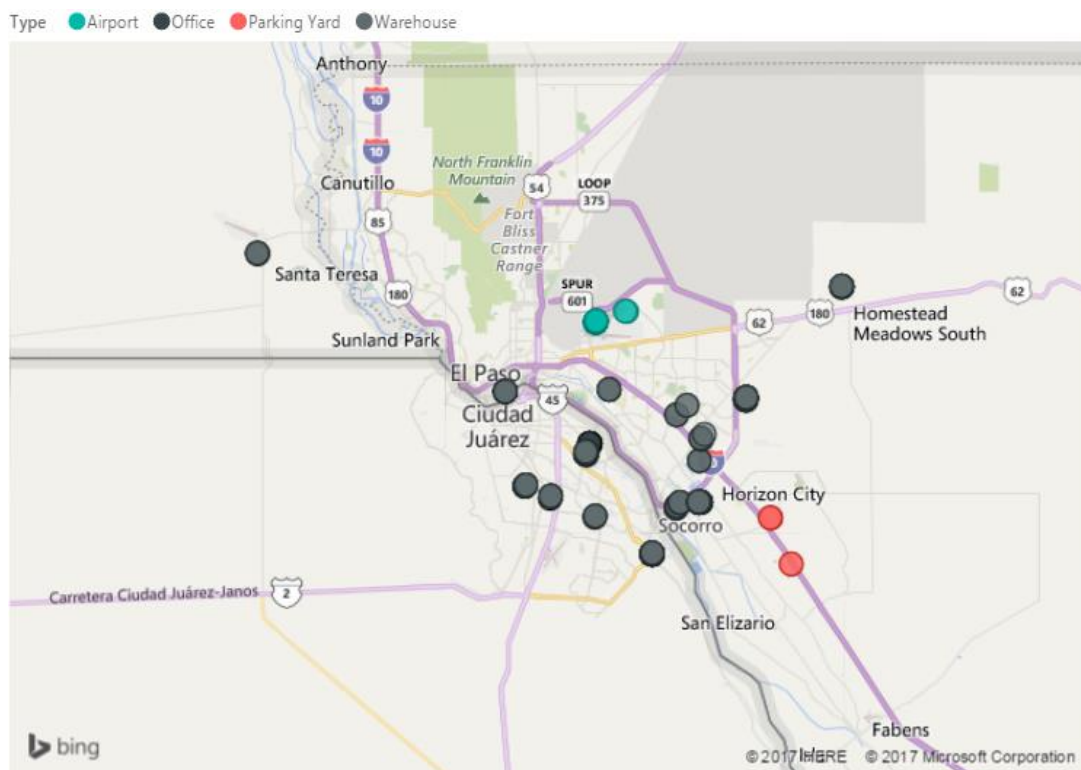 Type Airport Office Parking Yard Warehouse
Anthony
10
10
North Franklin
Mountain
Canutillo
54
LOOP
375
85
Fort
Bliss
Castner
Range
Santa Teresa
SPUR
601
180
62
180
62
Homestead
Meadows South
Sunland Park
El Paso
45
Ciudad
Juárez
Horizon City
Socorro
Carretera Ciudad Juárez-Janos
2
San Elizario
Fabens
bing
© 2017 HERE © 2017 Microsoft Corporation